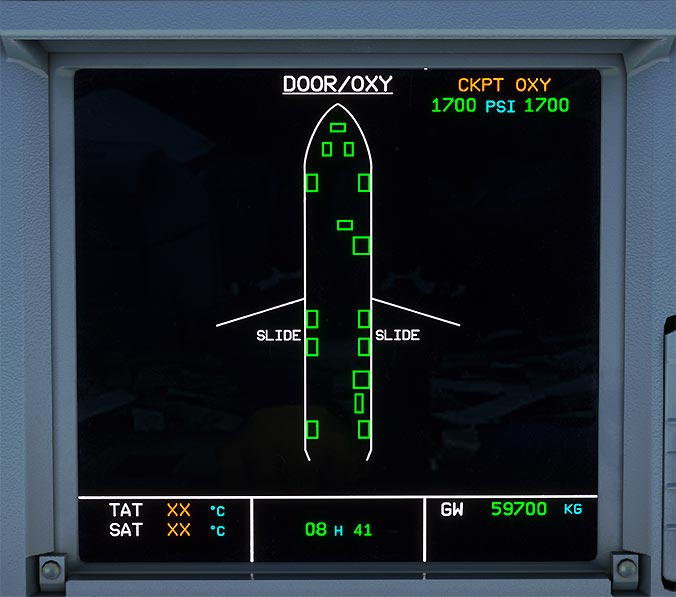 DOOR/OXY
CKPT OXY
1700 PSI 1700
SLIDE SLIDE
TAT XX °C
SAT XX °C
08 H 41
GW 59700 KG